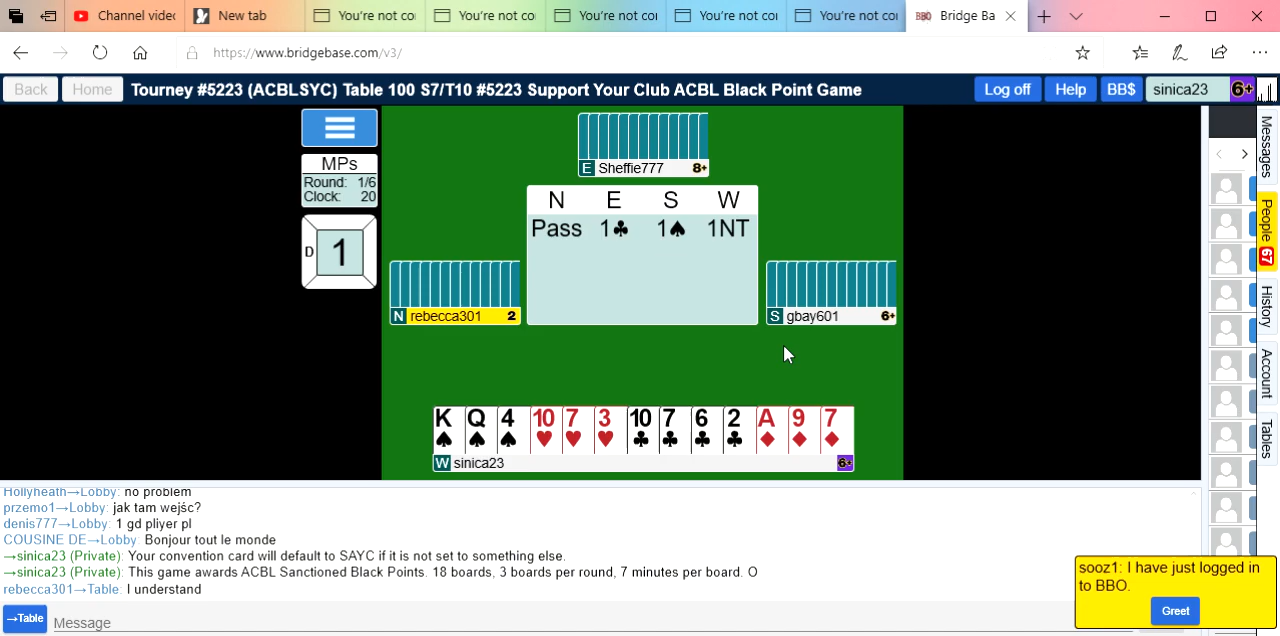 Channel videc
New tab
You're not coi
You're not co
You're not coi
You're not coi
You're not coi
BBO Bridge Ba
https://www.bridgebase.com/v3/
Back
Home
Tourney #5223 (ACBLSYC) Table 100 S7/T10 #5223 Support Your Club ACBL Black Point Game
Log off
Help
BB$
sinica23
6+
MPs
Round: 1/6
Clock: 20
D 1
E Sheffie777 8+
N E S W
Pass 1♣ 1♠ 1NT
N rebecca301 2
S gbay601 6+
K♠ Q♠ 4♠ 10♥ 7♥ 3♥ 10♣ 7♣ 6♣ 2♣ A♦ 9♦ 7♦
W sinica23 6+
Messages
People 67
History
Account
Tables
Hollyheath→Lobby: no problem
przemo1→Lobby: jak tam wejśc?
denis777→Lobby: 1 gd pliyer pl
COUSINE DE→Lobby: Bonjour tout le monde
→sinica23 (Private): Your convention card will default to SAYC if it is not set to something else.
→sinica23 (Private): This game awards ACBL Sanctioned Black Points. 18 boards, 3 boards per round, 7 minutes per board. O
rebecca301→Table: I understand
→Table
Message
sooz1: I have just logged in
to BBO.
Greet